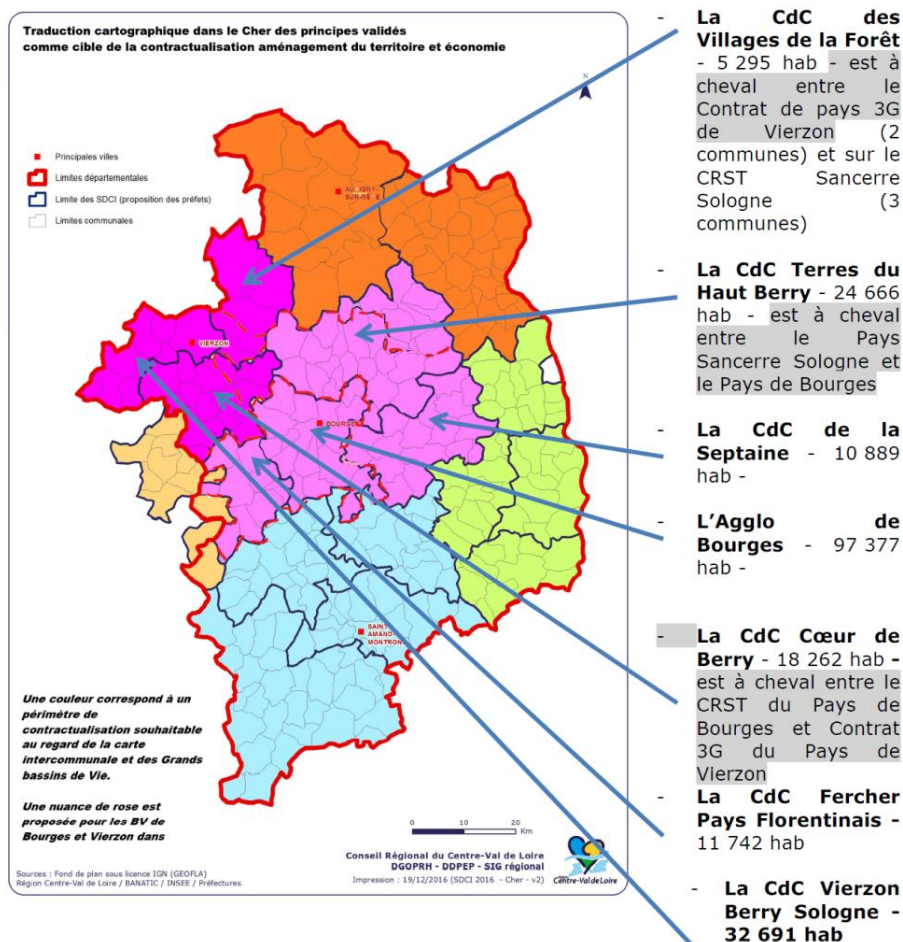 Traduction cartographique dans le Cher des principes validés
comme cible de la contractualisation aménagement du territoire et économie
N
Principales villes
Limites départementales
Limite des SDCI (proposition des préfets)
Limites communales
VIERZON
BOURGE
SAINT
AMAND
MONTRON
Une couleur correspond à un
périmètre de
contractualisation souhaitable
au regard de la carte
intercommunale et des Grands
bassins de Vie.
Une nuance de rose est
proposée pour les BV de
Bourges et Vierzon dans
0 10 20
Km
Conseil Régional du Centre-Val de Loire
DGOPRH - DDPEP - SIG régional
Impression : 19/12/2016 (SDCI 2016 - Cher - v2)
Centre-Val de Loire
Sources : Fond de plan sous licence IGN (GEOFLA)
Région Centre-Val de Loire / BANATIC / INSEE / Préfectures
- La CdC des
Villages de la Forêt
- 5 295 hab - est à
cheval entre le
Contrat de pays 3G
de Vierzon (2
communes) et sur le
CRST Sancerre
Sologne (3
communes)
- La CdC Terres du
Haut Berry - 24 666
hab - est à cheval
entre le Pays
Sancerre Sologne et
le Pays de Bourges
- La CdC de la
Septaine - 10 889
hab -
- L'Agglo de
Bourges - 97 377
hab -
- La CdC Cœur de
Berry - 18 262 hab -
est à cheval entre le
CRST du Pays de
Bourges et Contrat
3G du Pays de
Vierzon
- La CdC Fercher
Pays Florentinais -
11 742 hab
- La CdC Vierzon
Berry Sologne -
32 691 hab